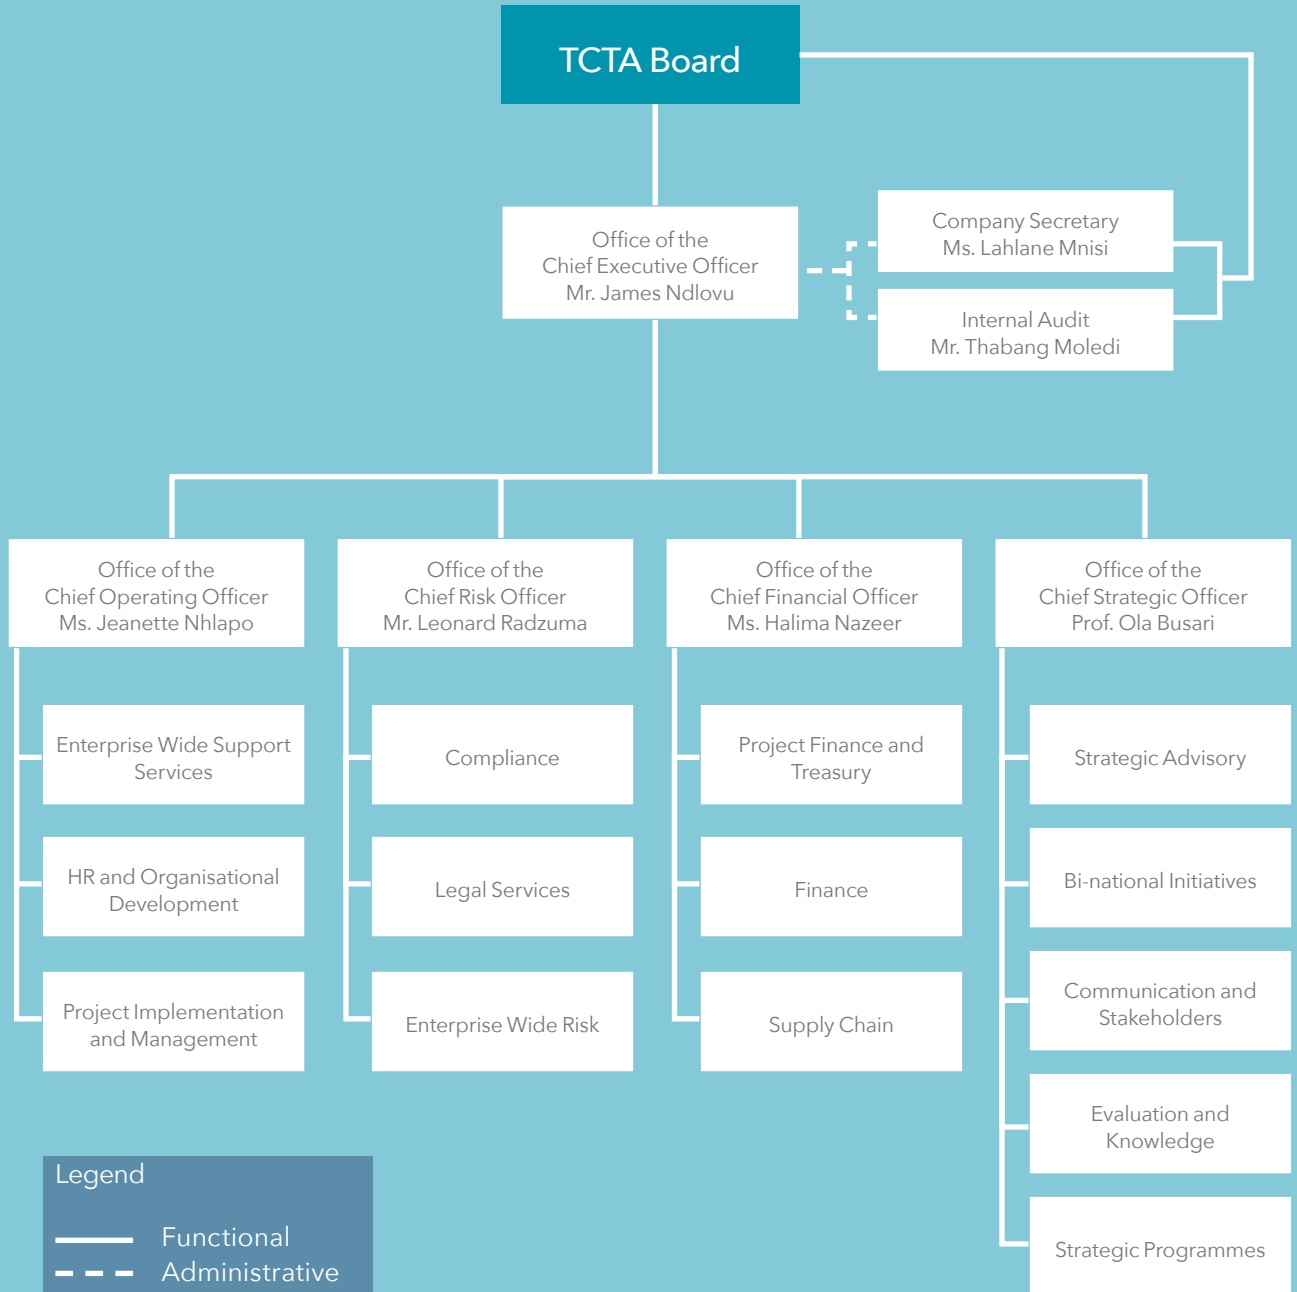 TCTA Board
Office of the
Chief Executive Officer
Mr. James Ndlovu
Company Secretary
Ms. Lahlane Mnisi
Internal Audit
Mr. Thabang Moledi
Office of the
Chief Operating Officer
Ms. Jeanette Nhlapo
Office of the
Chief Risk Officer
Mr. Leonard Radzuma
Office of the
Chief Financial Officer
Ms. Halima Nazeer
Office of the
Chief Strategic Officer
Prof. Ola Busari
Enterprise Wide Support
Services
HR and Organisational
Development
Project Implementation
and Management
Compliance
Legal Services
Enterprise Wide Risk
Project Finance and
Treasury
Finance
Supply Chain
Strategic Advisory
Bi-national Initiatives
Communication and
Stakeholders
Evaluation and
Knowledge
Strategic Programmes
Legend
Functional
Administrative